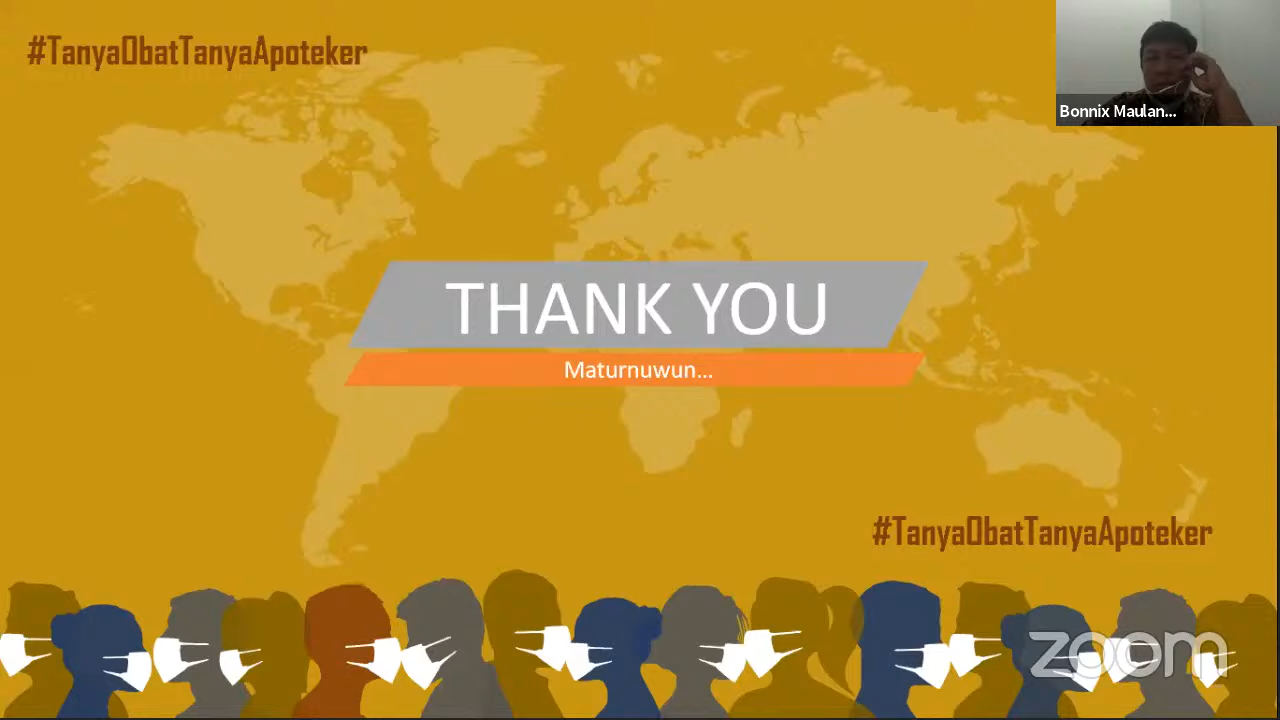 #TanyaObatTanyaApoteker
Bonnix Maulan...
THANK YOU
Maturnuwun...
#TanyaObatTanyaApoteker
zoom